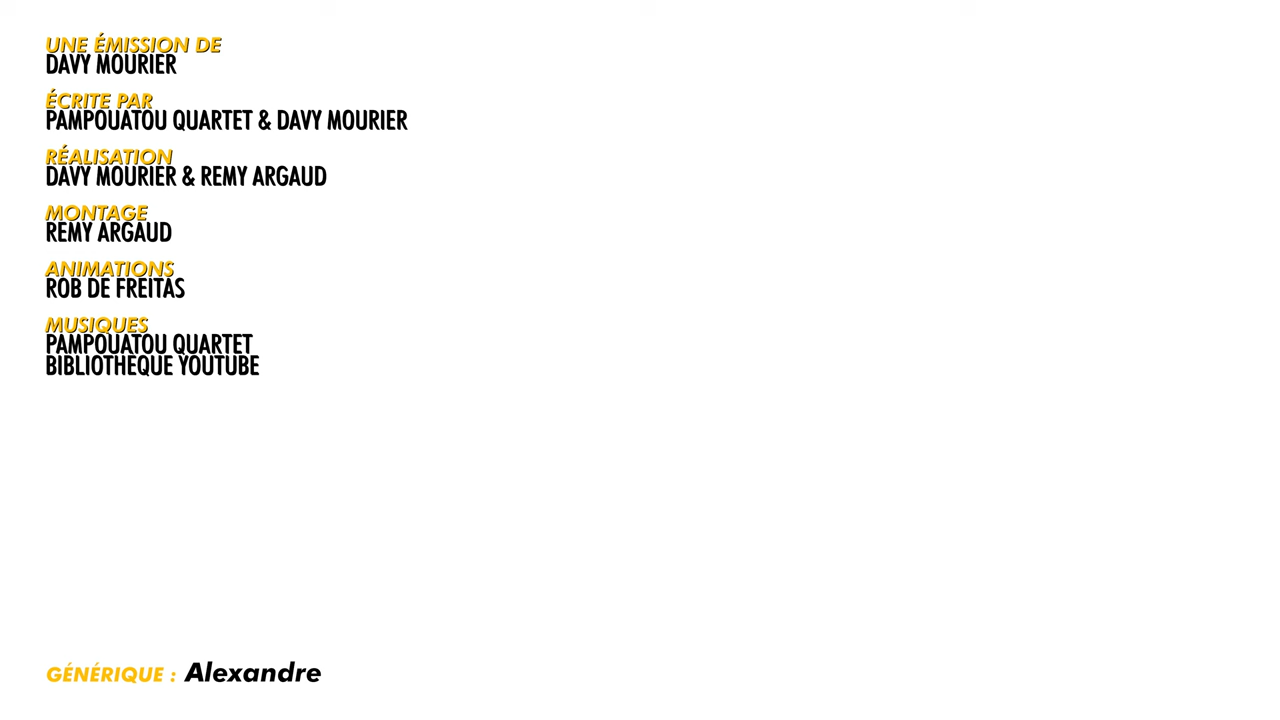 UNE ÉMISSION DE
DAVY MOURIER
ÉCRITE PAR
PAMPOUATOU QUARTET & DAVY MOURIER
RÉALISATION
DAVY MOURIER & REMY ARGAUD
MONTAGE
REMY ARGAUD
ANIMATIONS
ROB DE FREITAS
MUSIQUES
PAMPOUATOU QUARTET
BIBLIOTHÈQUE YOUTUBE
GÉNÉRIQUE : Alexandre